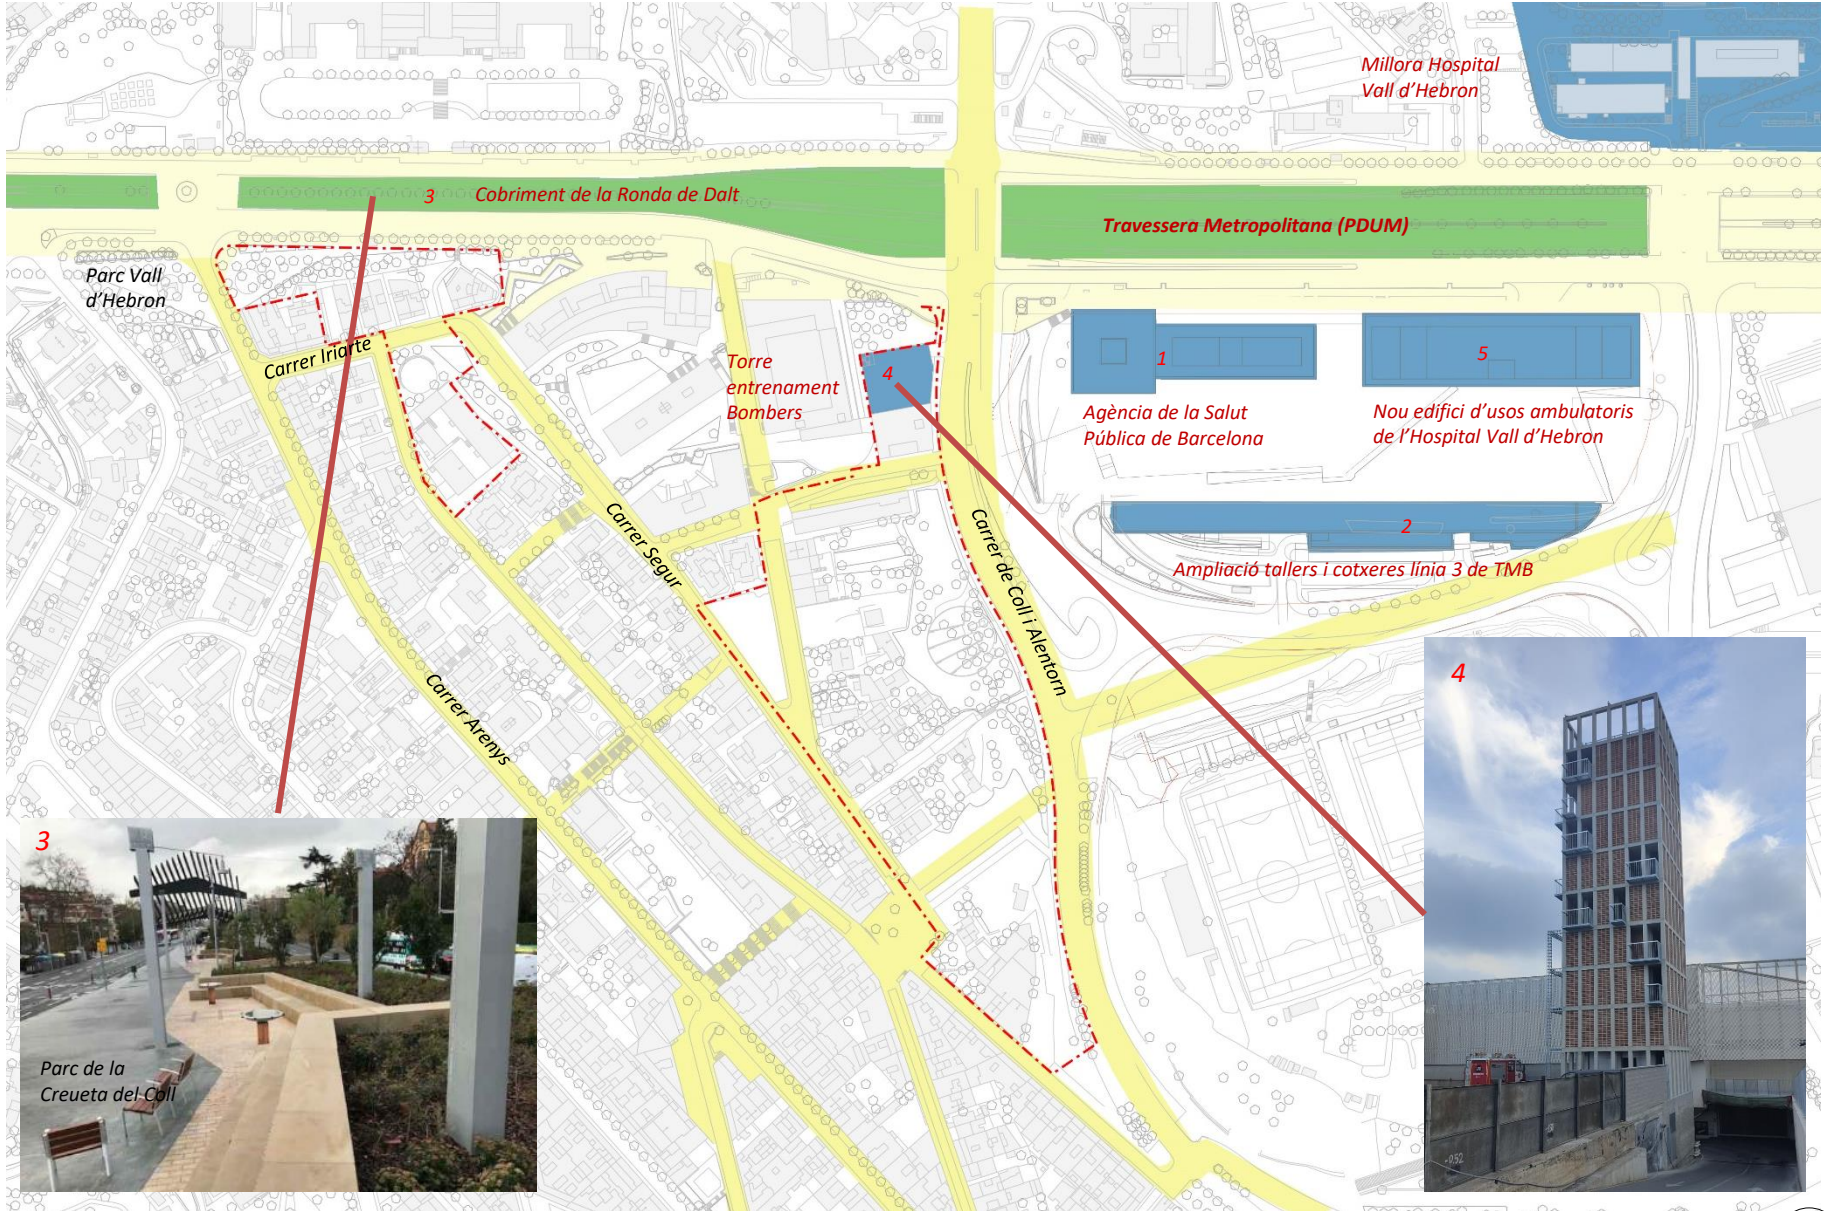 Millora Hospital
Vall d'Hebron
3
Cobriment de la Ronda de Dalt
Travessera Metropolitana (PDUM)
Parc Vall
d'Hebron
Carrer Iriarte
Torre
entrenament
Bombers
4
1
5
Agència de la Salut
Pública de Barcelona
Nou edifici d'usos ambulatoris
de l'Hospital Vall d'Hebron
2
Ampliació tallers i cotxeres línia 3 de TMB
Carrer Segur
Carrer de Coll i Alentorn
Carrer Arenys
3
Parc de la
Creueta del Coll
4
-052